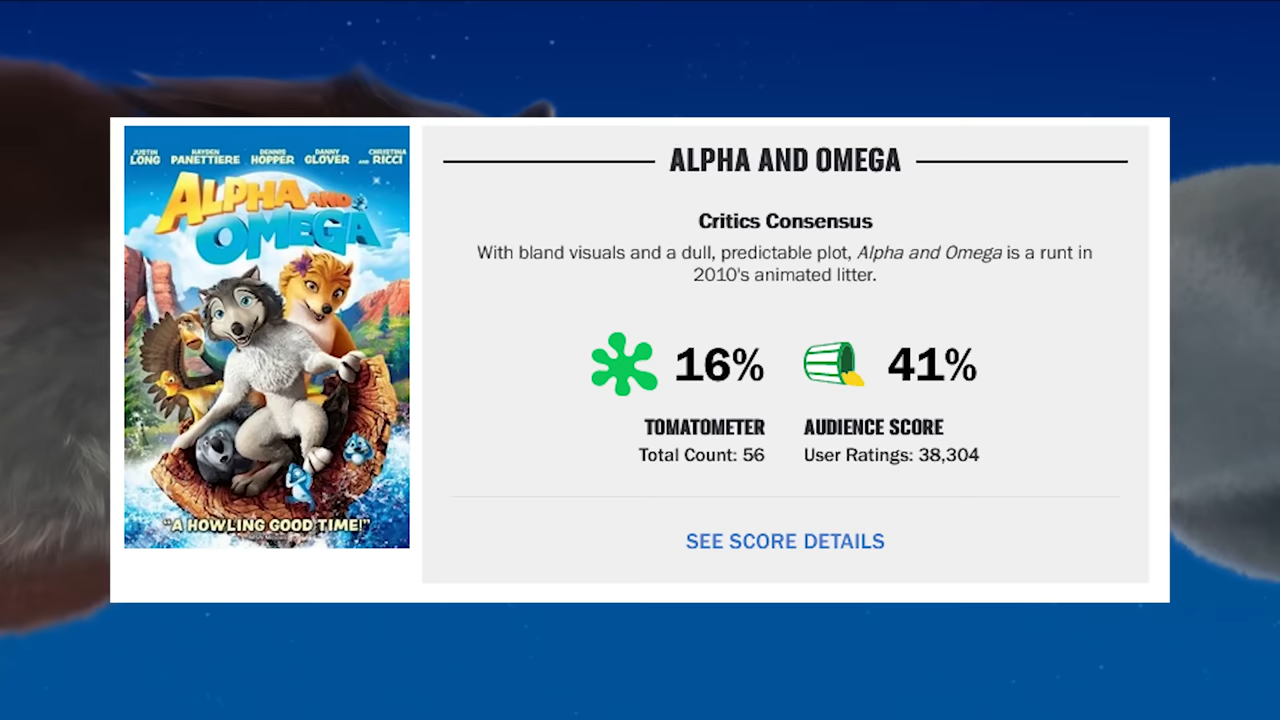 JUSTIN LONG HAYDEN PANETTIERE DENNIS HOPPER DANNY GLOVER AND CHRISTINA RICCI
ALPHA AND
OMEGA
"A HOWLING GOOD TIME!"
ALPHA AND OMEGA
Critics Consensus
With bland visuals and a dull, predictable plot, Alpha and Omega is a runt in
2010's animated litter.
16% 41%
TOMATOMETER AUDIENCE SCORE
Total Count: 56 User Ratings: 38,304
SEE SCORE DETAILS